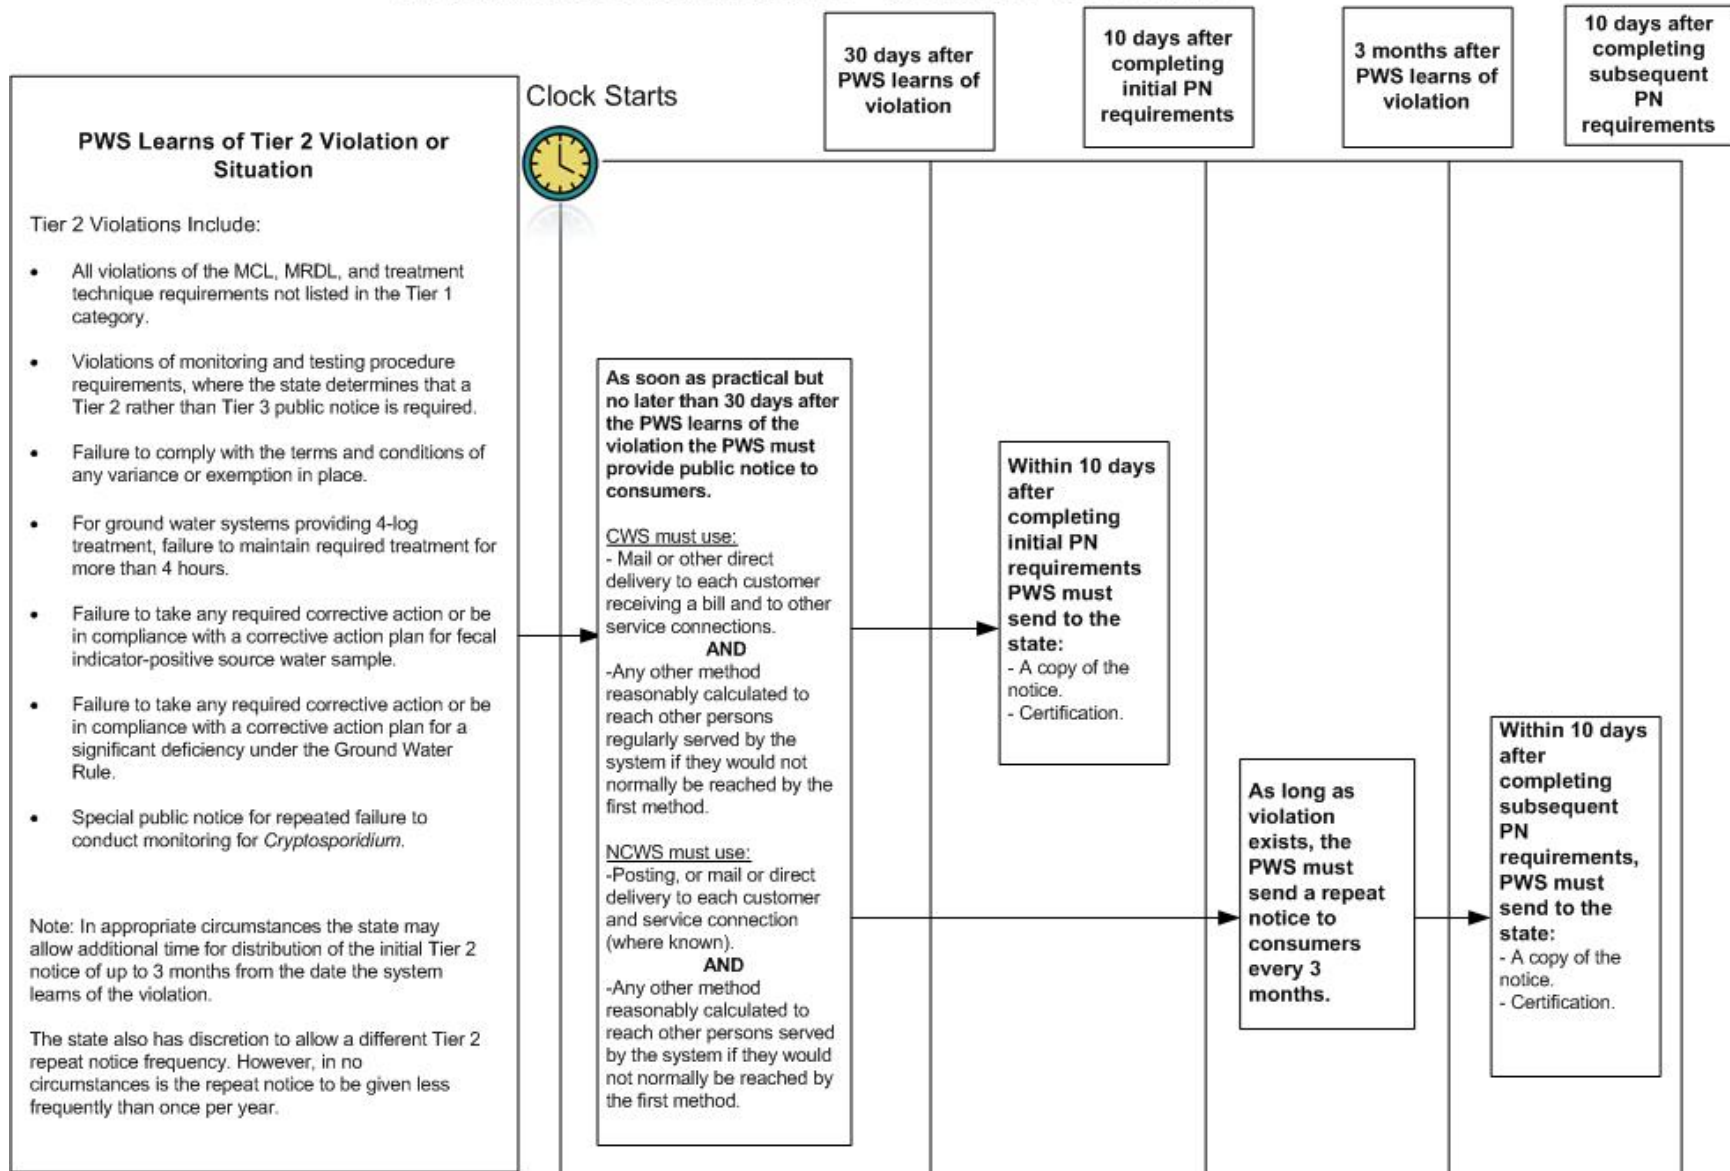 PWS Learns of Tier 2 Violation or
Situation
Tier 2 Violations Include:
• All violations of the MCL, MRDL, and treatment
technique requirements not listed in the Tier 1
category.
• Violations of monitoring and testing procedure
requirements, where the state determines that a
Tier 2 rather than Tier 3 public notice is required.
• Failure to comply with the terms and conditions of
any variance or exemption in place.
• For ground water systems providing 4-log
treatment, failure to maintain required treatment for
more than 4 hours.
• Failure to take any required corrective action or be
in compliance with a corrective action plan for fecal
indicator-positive source water sample.
• Failure to take any required corrective action or be
in compliance with a corrective action plan for a
significant deficiency under the Ground Water
Rule.
• Special public notice for repeated failure to
conduct monitoring for Cryptosporidium.
Note: In appropriate circumstances the state may
allow additional time for distribution of the initial Tier 2
notice of up to 3 months from the date the system
learns of the violation.
The state also has discretion to allow a different Tier 2
repeat notice frequency. However, in no
circumstances is the repeat notice to be given less
frequently than once per year.
Clock Starts
30 days after
PWS learns of
violation
10 days after
completing
initial PN
requirements
3 months after
PWS learns of
violation
10 days after
completing
subsequent
PN
requirements
As soon as practical but
no later than 30 days after
the PWS learns of the
violation the PWS must
provide public notice to
consumers.
CWS must use:
- Mail or other direct
delivery to each customer
receiving a bill and to other
service connections.
AND
-Any other method
reasonably calculated to
reach other persons
regularly served by the
system if they would not
normally be reached by the
first method.
NCWS must use:
-Posting, or mail or direct
delivery to each customer
and service connection
(where known).
AND
-Any other method
reasonably calculated to
reach other persons served
by the system if they would
not normally be reached by
the first method.
Within 10 days
after
completing
initial PN
requirements
PWS must
send to the
state:
- A copy of the
notice.
- Certification.
As long as
violation
exists, the
PWS must
send a repeat
notice to
consumers
every 3
months.
Within 10 days
after
completing
subsequent
PN
requirements,
PWS must
send to the
state:
- A copy of the
notice.
- Certification.